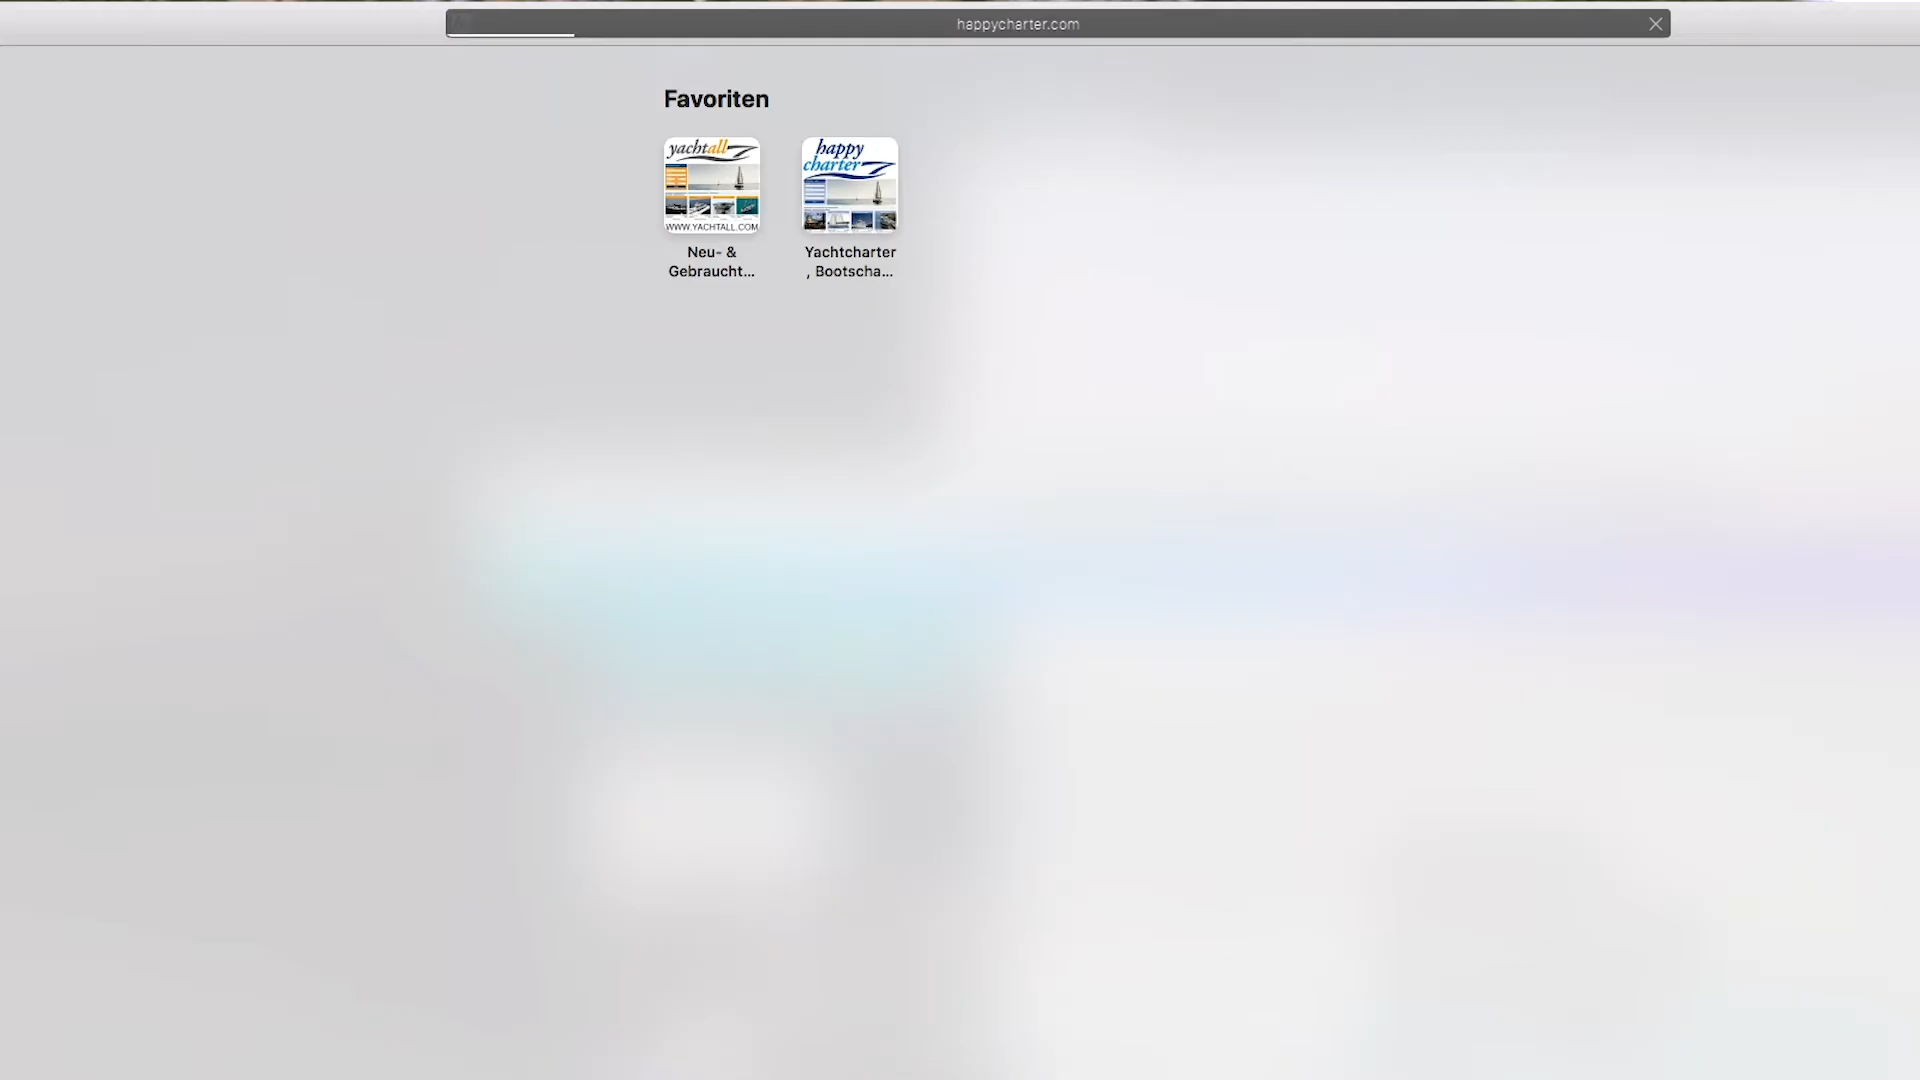 happycharter.com
Favoriten
yachtall
WWW.YACHTALL.COM
Neu- &
Gebraucht...
happy
charter
Yachtcharter
, Bootscha...